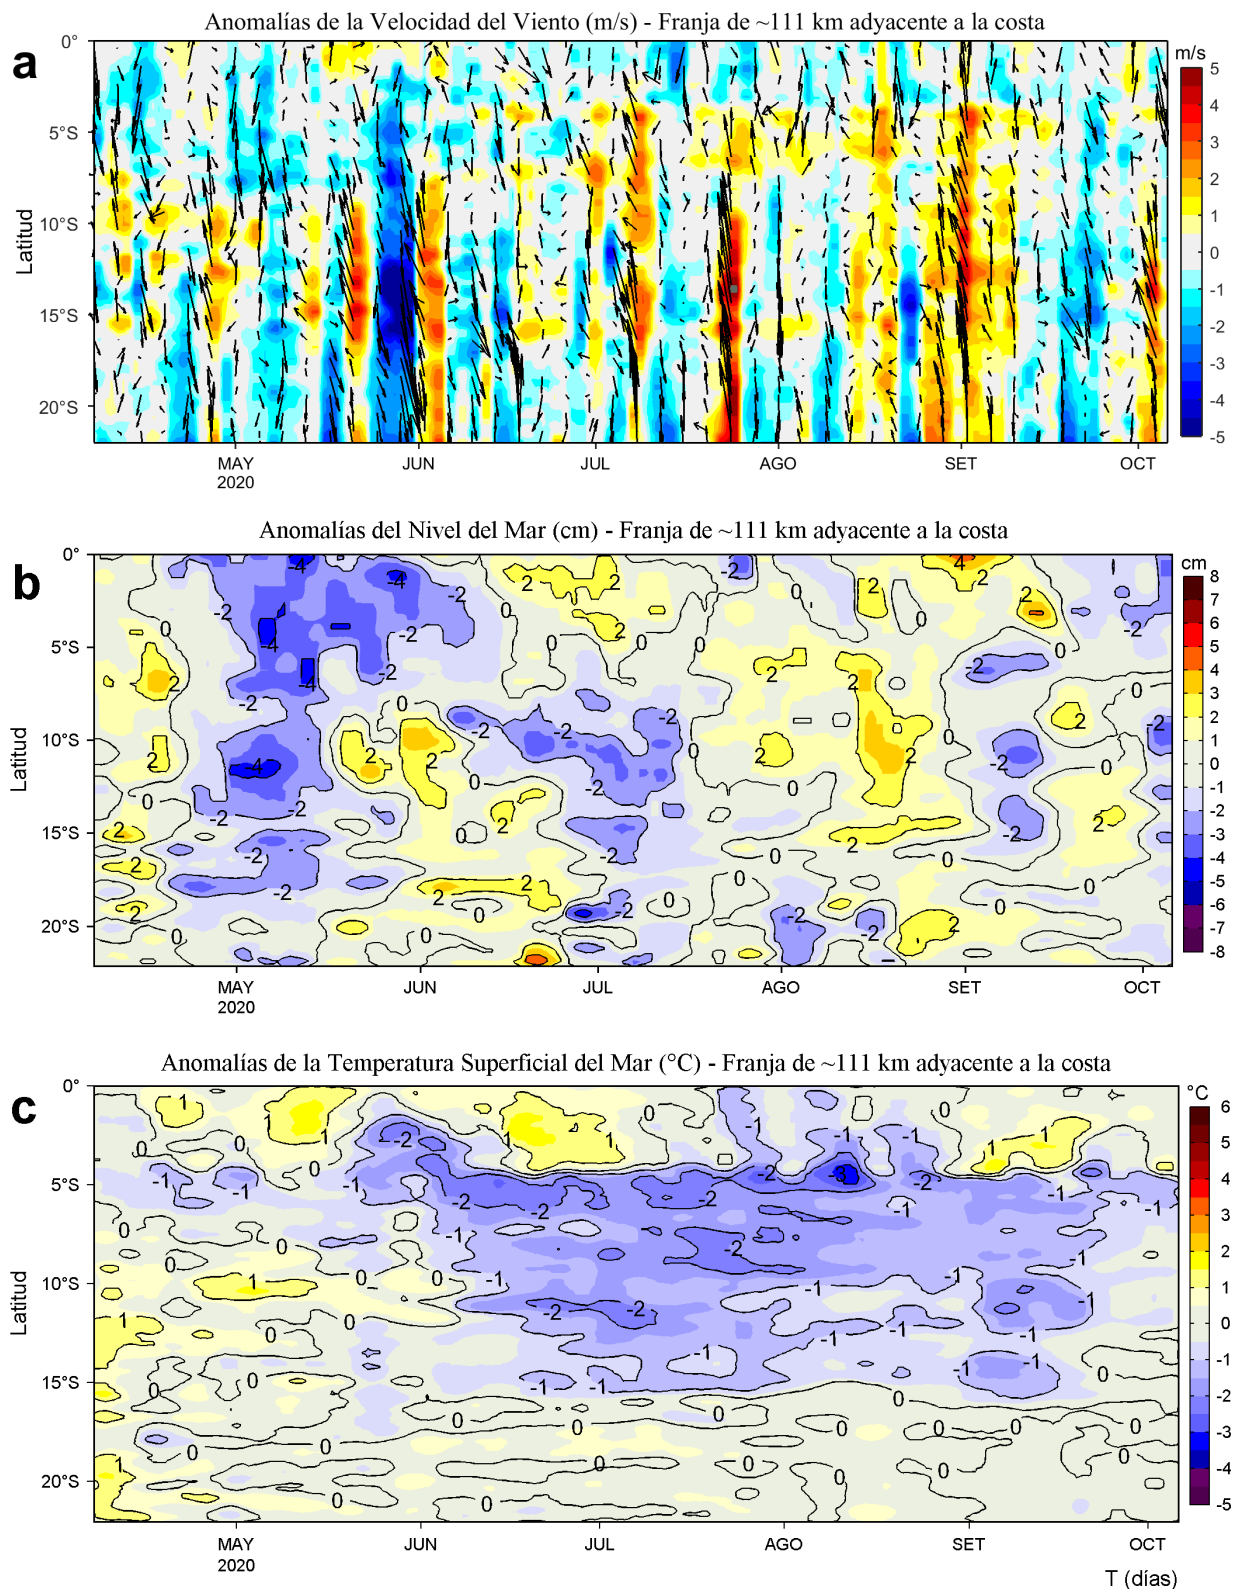 Anomalías de la Velocidad del Viento (m/s) - Franja de ~111 km adyacente a la costa
a
0°
5°S
10°S
15°S
20°S
Latitud
MAY
2020
JUN
JUL
AGO
SET
OCT
m/s
5
4
3
2
1
0
-1
-2
-3
-4
-5
Anomalías del Nivel del Mar (cm) - Franja de ~111 km adyacente a la costa
b
0°
5°S
10°S
15°S
20°S
Latitud
MAY
2020
JUN
JUL
AGO
SET
OCT
cm
8
7
6
5
4
3
2
1
0
-1
-2
-3
-4
-5
-6
-7
-8
Anomalías de la Temperatura Superficial del Mar (°C) - Franja de ~111 km adyacente a la costa
c
0°
5°S
10°S
15°S
20°S
Latitud
MAY
2020
JUN
JUL
AGO
SET
OCT
T (días)
°C
6
5
4
3
2
1
0
-1
-2
-3
-4
-5